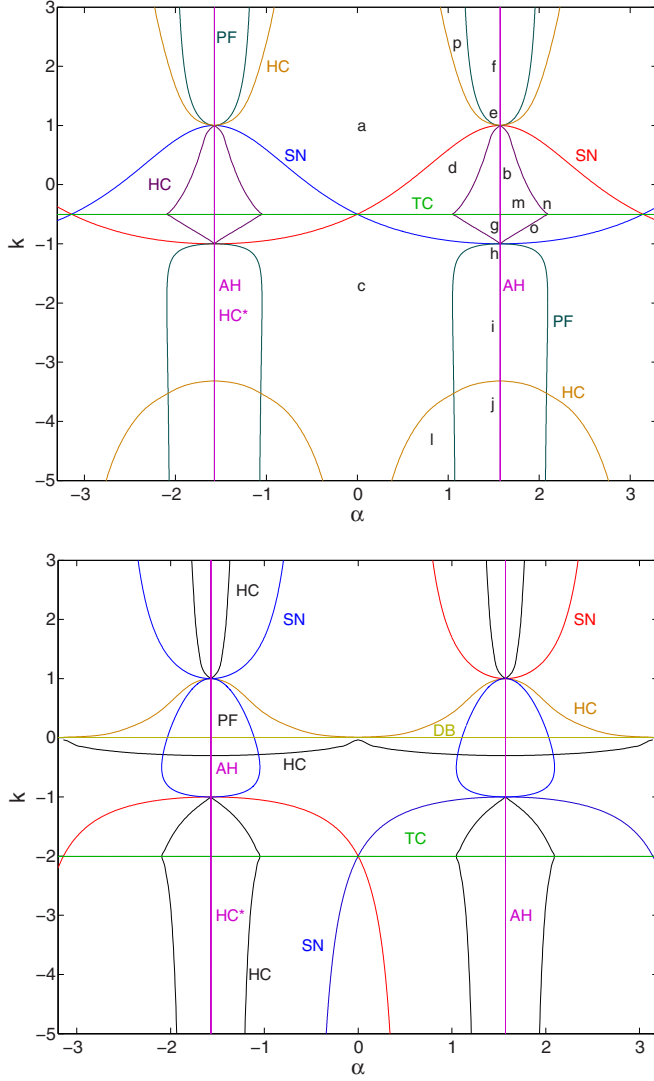 3
PF
HC
p
f
2
e
1
a
SN
SN
d
b
0
HC
m
n
TC
g
o
−1
h
AH
AH
c
k
−2
HC*
i
PF
−3
HC
j
−4
l
−5
−3 −2 −1 0 1 2 3
α
3
HC
SN
SN
2
1
HC
PF
DB
0
HC
AH
−1
k
TC
−2
HC*
AH
−3
SN
HC
−4
−5
−3 −2 −1 0 1 2 3
α